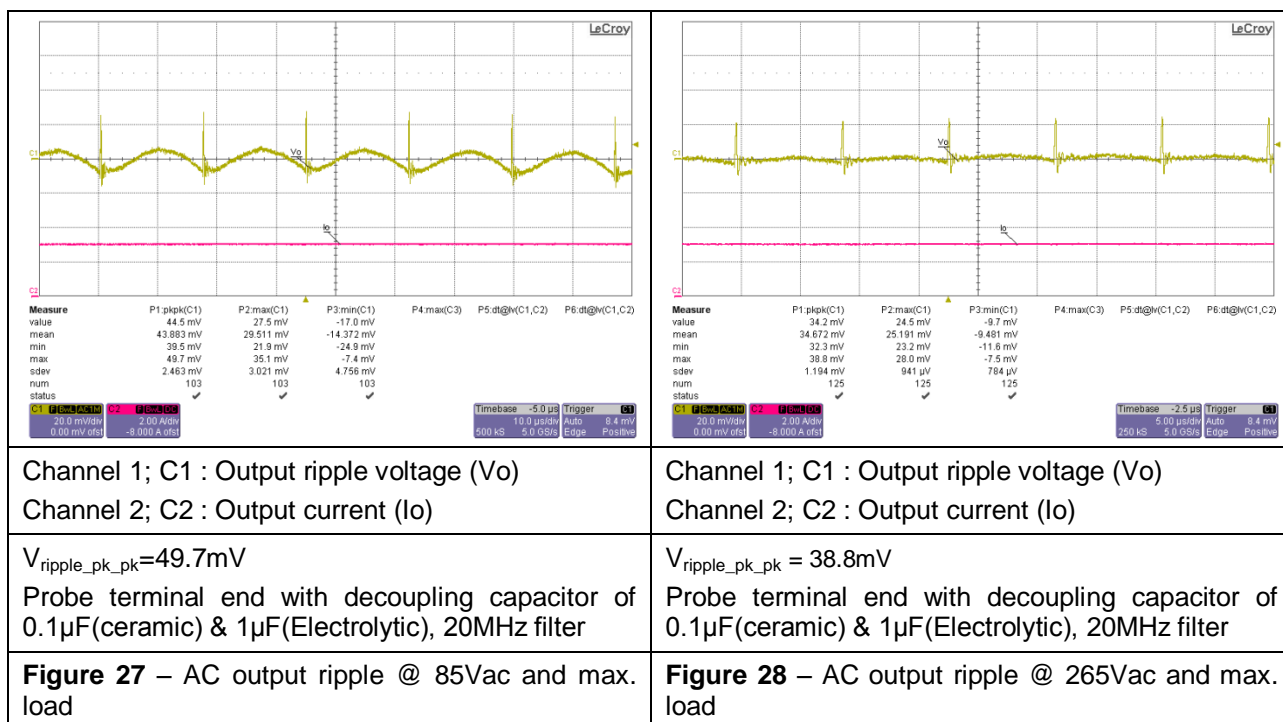 LeCroy
C1
Vo
Io
C2
Measure P1:pkpk(C1) P2:max(C1) P3:min(C1) P4:max(C3) P5:dt@lv(C1,C2) P6:dt@lv(C1,C2)
value 44.5 mV 27.5 mV -17.0 mV
mean 43.883 mV 29.511 mV -14.372 mV
min 39.5 mV 21.9 mV -24.9 mV
max 49.7 mV 35.1 mV -7.4 mV
sdev 2.463 mV 3.021 mV 4.756 mV
num 103 103 103
status ✓ ✓ ✓
C1 F BwL AC1M C2 F BwL DC Timebase -5.0 µs Trigger C1
20.0 mV/div 2.00 A/div 10.0 µs/div Auto 8.4 mV
0.00 mV ofst -8.000 A ofst 500 kS 5.0 GS/s Edge Positive
Channel 1; C1 : Output ripple voltage (Vo)
Channel 2; C2 : Output current (Io)
Vripple_pk_pk=49.7mV
Probe terminal end with decoupling capacitor of
0.1µF(ceramic) & 1µF(Electrolytic), 20MHz filter
Figure 27 – AC output ripple @ 85Vac and max.
load
LeCroy
C1
Vo
Io
C2
Measure P1:pkpk(C1) P2:max(C1) P3:min(C1) P4:max(C3) P5:dt@lv(C1,C2) P6:dt@lv(C1,C2)
value 34.2 mV 24.5 mV -9.7 mV
mean 34.672 mV 25.191 mV -9.481 mV
min 32.3 mV 23.2 mV -11.6 mV
max 38.8 mV 28.0 mV -7.5 mV
sdev 1.194 mV 941 µV 784 µV
num 125 125 125
status ✓ ✓ ✓
C1 F BwL AC1M C2 F BwL DC Timebase -2.5 µs Trigger C1
20.0 mV/div 2.00 A/div 5.00 µs/div Auto 8.4 mV
0.00 mV ofst -8.000 A ofst 250 kS 5.0 GS/s Edge Positive
Channel 1; C1 : Output ripple voltage (Vo)
Channel 2; C2 : Output current (Io)
Vripple_pk_pk = 38.8mV
Probe terminal end with decoupling capacitor of
0.1µF(ceramic) & 1µF(Electrolytic), 20MHz filter
Figure 28 – AC output ripple @ 265Vac and max.
load